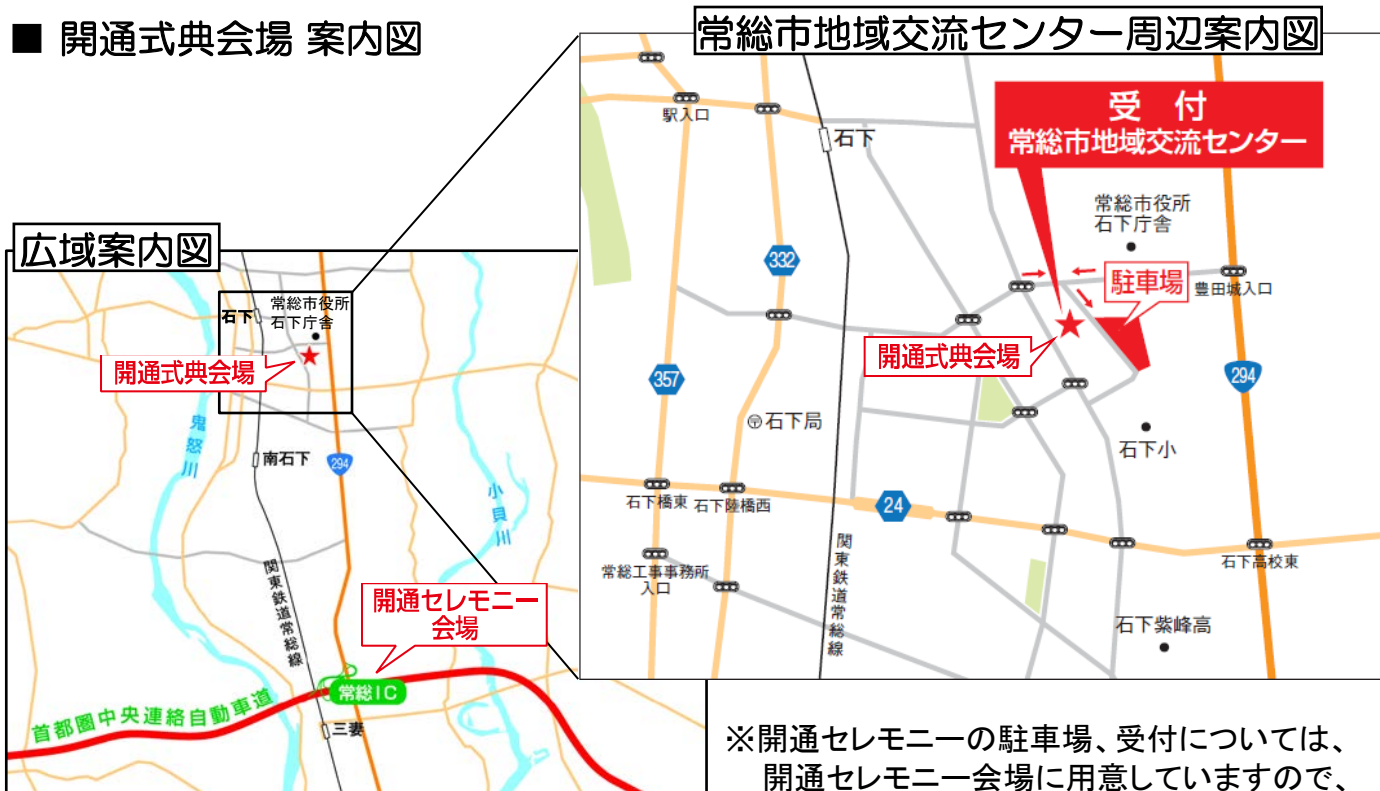 ■ 開通式典会場 案内図
常総市地域交流センター周辺案内図
駅入口
石下
受 付
常総市地域交流センター
常総市役所
石下庁舎
駐車場
豊田城入口
332
開通式典会場
357
294
〶石下局
石下小
石下橋東
石下陸橋西
24
常総工事事務所
入口
関東鉄道常総線
石下高校東
石下紫峰高
広域案内図
石下
常総市役所
石下庁舎
開通式典会場
鬼怒川
南石下
294
小貝川
関東鉄道常総線
開通セレモニー
会場
常総IC
首都圏中央連絡自動車道
三妻
※開通セレモニーの駐車場、受付については、
開通セレモニー会場に用意していますので、